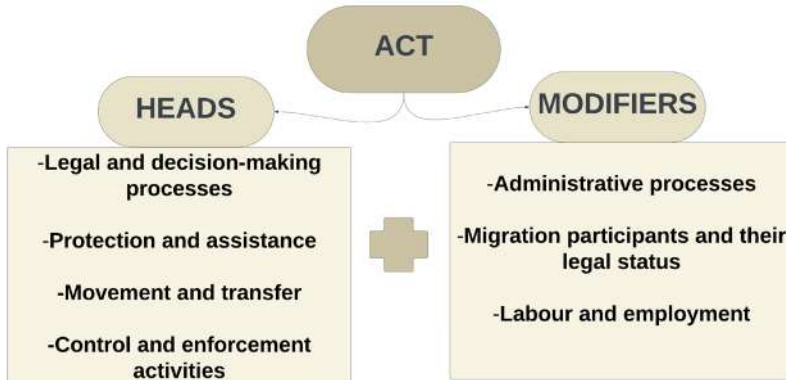 ACT
HEADS
-Legal and decision-making
processes
-Protection and assistance
-Movement and transfer
-Control and enforcement
activities
MODIFIERS
-Administrative processes
-Migration participants and their
legal status
-Labour and employment